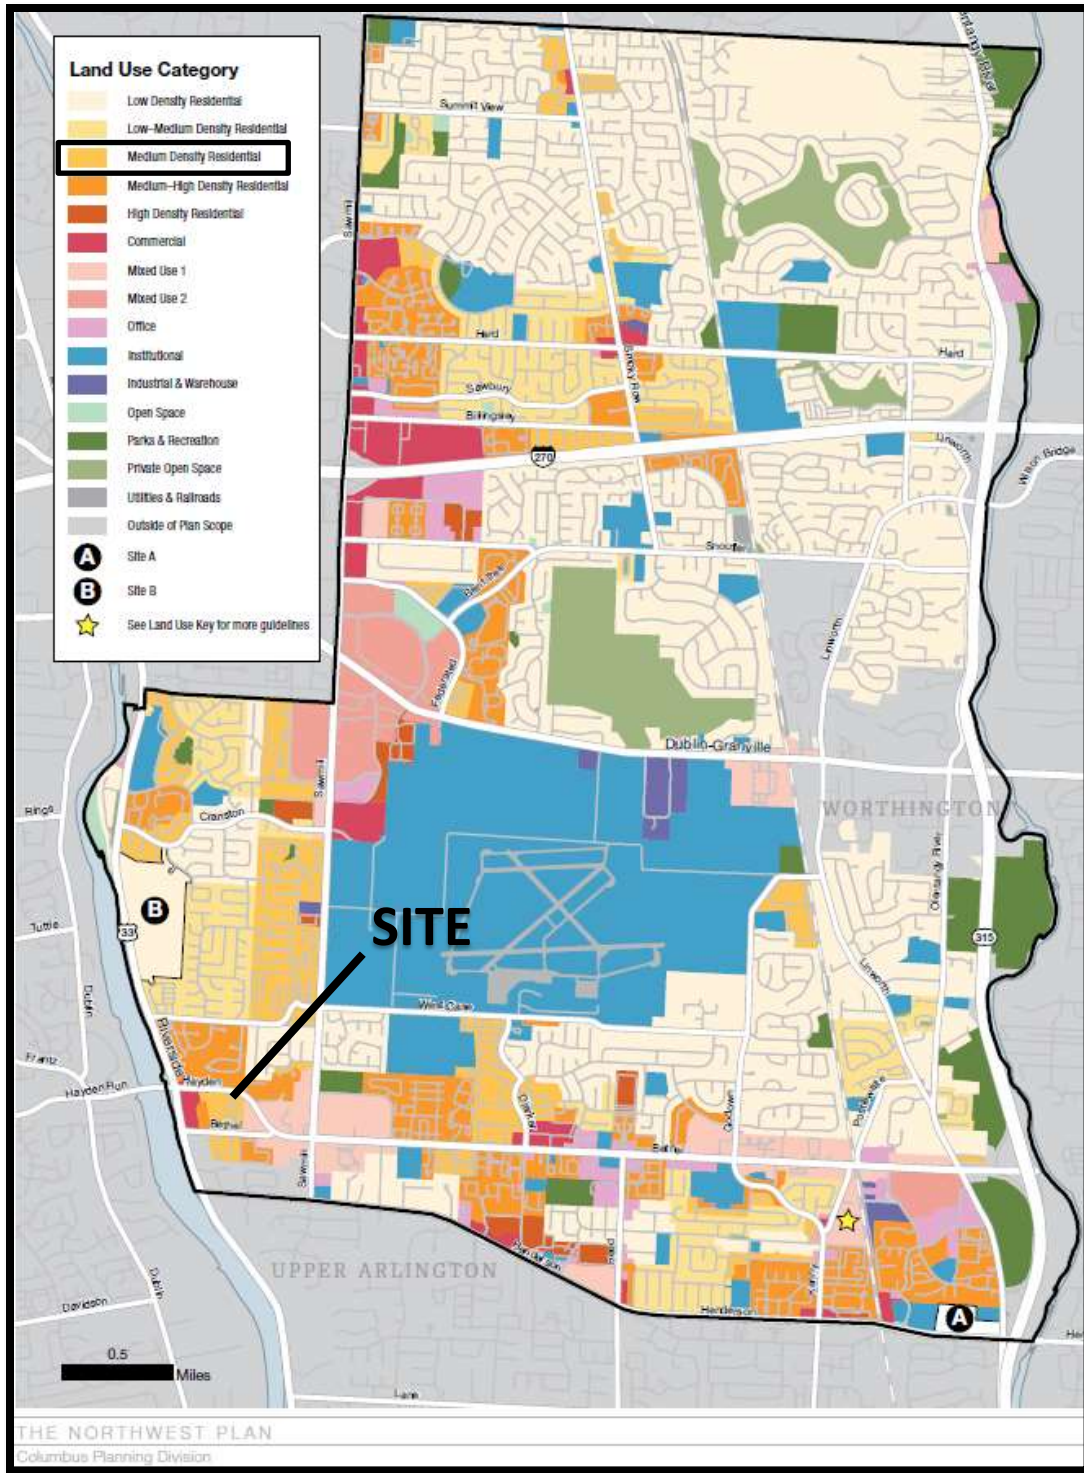 Land Use Category
Low Density Residential
Low–Medium Density Residential
Medium Density Residential
Medium–High Density Residential
High Density Residential
Commercial
Mixed Use 1
Mixed Use 2
Office
Institutional
Industrial & Warehouse
Open Space
Parks & Recreation
Private Open Space
Utilities & Railroads
Outside of Plan Scope
A Site A
B Site B
See Land Use Key for more guidelines
Summit View
Sawmill
Hard
Hard
Smoky Row
Sawbury
Billingsley
270
Linworth
Wilson Bridge
Snouffer
Linworth
Federated
Dublin-Granville
Sawmill
Rings
Cranston
WORTHINGTON
Olentangy River
B
SITE
Tuttle
33
315
Dublin
Linworth
West Case
Riverside
Frantz
Hayden Run
Hayden
Godown
Bethel
Bethel
Sawmill
Reed
UPPER ARLINGTON
Henderson
Henderson
A
Dublin
Davidson
0.5
Miles
Lane
THE NORTHWEST PLAN
Columbus Planning Division